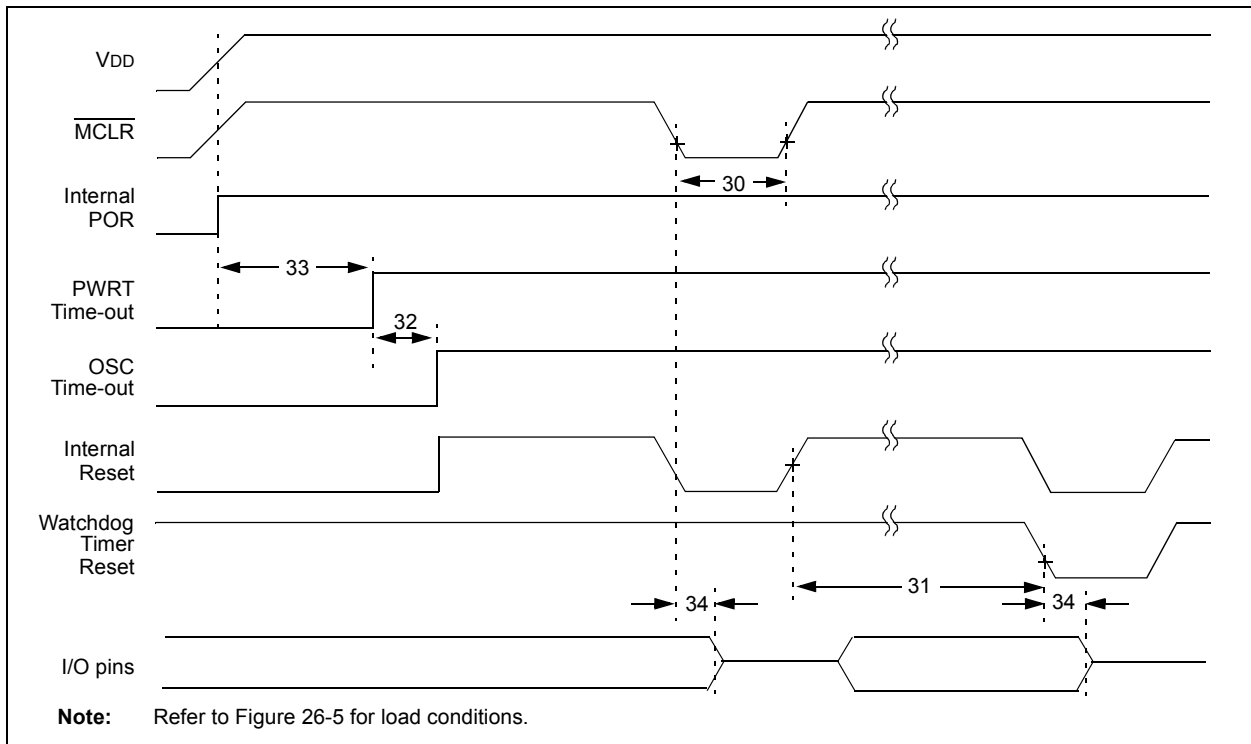 VDD
MCLR
30
Internal
POR
33
PWRT
Time-out
32
OSC
Time-out
Internal
Reset
Watchdog
Timer
Reset
31
34
34
I/O pins
Note: Refer to Figure 26-5 for load conditions.